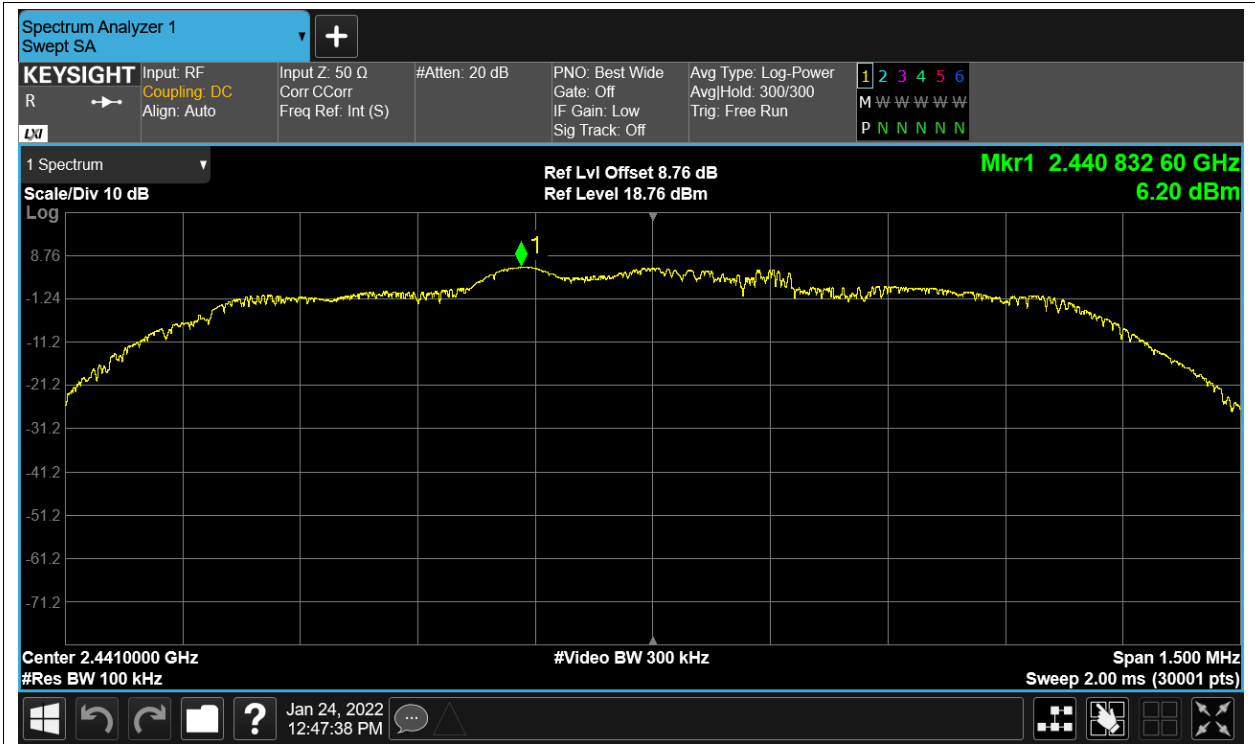 Spectrum Analyzer 1
Swept SA
KEYSIGHT
R
LXI
Input: RF
Coupling: DC
Align: Auto
Input Z: 50 Ω
Corr CCorr
Freq Ref: Int (S)
#Atten: 20 dB
PNO: Best Wide
Gate: Off
IF Gain: Low
Sig Track: Off
Avg Type: Log-Power
Avg|Hold: 300/300
Trig: Free Run
1 2 3 4 5 6
M W W W W W
P N N N N N
1 Spectrum
Scale/Div 10 dB
Log
Ref Lvl Offset 8.76 dB
Ref Level 18.76 dBm
Mkr1 2.440 832 60 GHz
6.20 dBm
1
8.76
-1.24
-11.2
-21.2
-31.2
-41.2
-51.2
-61.2
-71.2
Center 2.4410000 GHz
#Res BW 100 kHz
#Video BW 300 kHz
Span 1.500 MHz
Sweep 2.00 ms (30001 pts)
?
Jan 24, 2022
12:47:38 PM